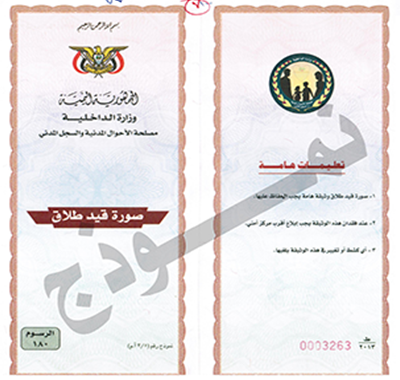 بسم الله الرحمن الرحيم
الجمهورية اليمنية
وزارة الداخلية
مصلحة الأحوال المدنية والسجل المدني
صورة قيد طلاق
الرسوم
١٨٠
نموذج رقم
نموذج
تعليمات هامة
١ - صورة قيد طلاق وثيقة هامة يجب الحفاظ عليها.
٢ - عند فقدان هذه الوثيقة يجب إبلاغ أقرب مركز أمني.
٣ - أي كشط أو تغيير في هذه الوثيقة يلغيها.
0003263
٢٠١٣